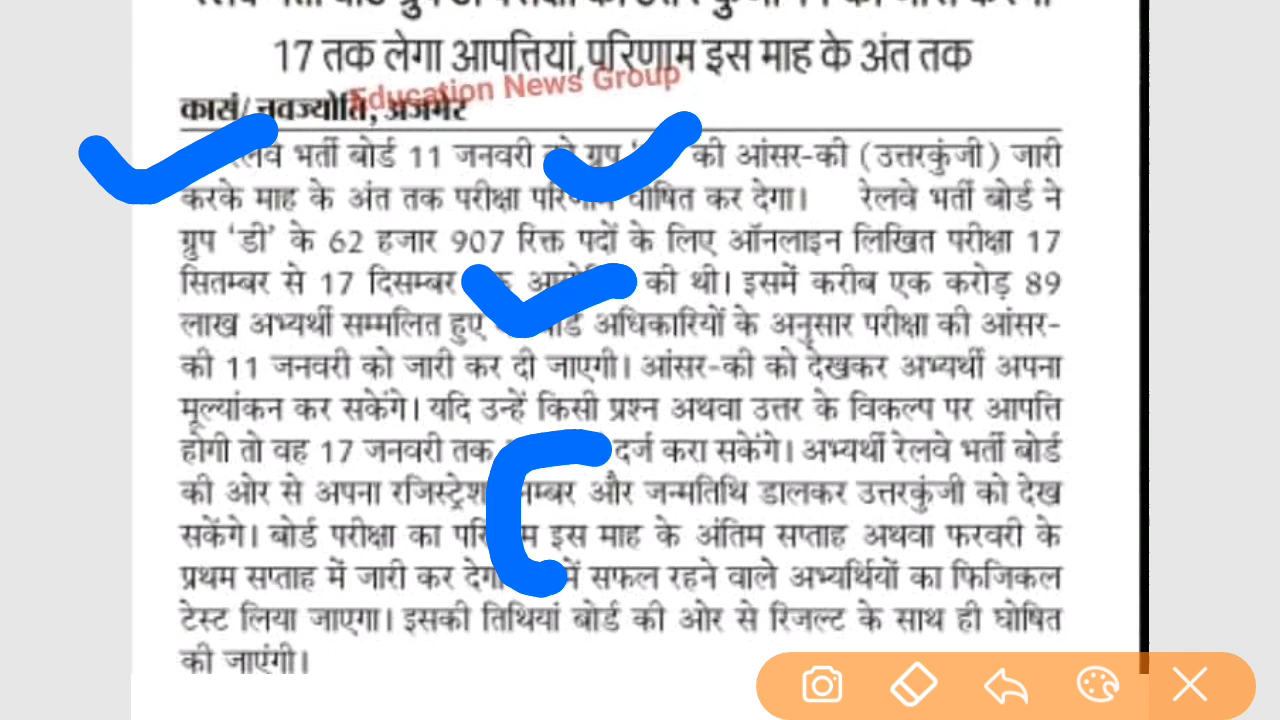 17 तक लेगा आपत्तियां, परिणाम इस माह के अंत तक
Education News Group
कासं/नवज्योति, अजमेर
भर्ती बोर्ड 11 जनवरी ग्रुप की आंसर-की (उत्तरकुंजी) जारी
करके माह के अंत तक परीक्षा घोषित कर देगा। रेलवे भर्ती बोर्ड ने
ग्रुप 'डी' के 62 हजार 907 रिक्त पदों के लिए ऑनलाइन लिखित परीक्षा 17
सितम्बर से 17 दिसम्बर की थी। इसमें करीब एक करोड़ 89
लाख अभ्यर्थी सम्मलित हुए अधिकारियों के अनुसार परीक्षा की आंसर-
की 11 जनवरी को जारी कर दी जाएगी। आंसर-की को देखकर अभ्यर्थी अपना
मूल्यांकन कर सकेंगे। यदि उन्हें किसी प्रश्न अथवा उत्तर के विकल्प पर आपत्ति
होगी तो वह 17 जनवरी तक दर्ज करा सकेंगे। अभ्यर्थी रेलवे भर्ती बोर्ड
की ओर से अपना और जन्मतिथि डालकर उत्तरकुंजी को देख
सकेंगे। बोर्ड परीक्षा का इस माह के अंतिम सप्ताह अथवा फरवरी के
प्रथम सप्ताह में जारी कर सफल रहने वाले अभ्यर्थियों का फिजिकल
टेस्ट लिया जाएगा। इसकी तिथियां बोर्ड की ओर से रिजल्ट के साथ ही घोषित
की जाएंगी।